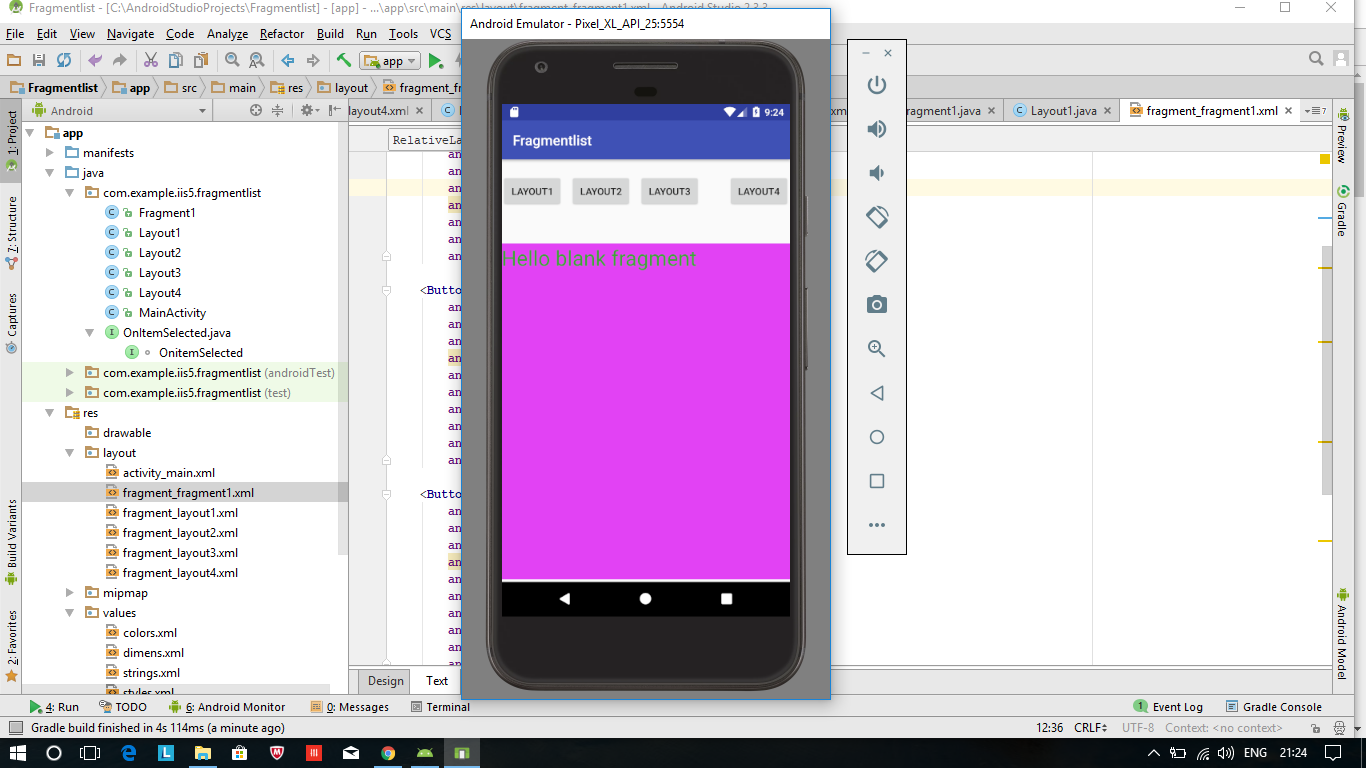 Fragmentlist - [C:\AndroidStudioProjects\Fragmentlist] - [app] - ...\app\src\main\res\layout\fragment_fragment1.xml - Android Studio 2.3.3
Android Emulator - Pixel_XL_API_25:5554
File Edit View Navigate Code Analyze Refactor Build Run Tools VCS
app
Fragmentlist app src main res layout fragment_f
Android
layout4.xml
ragment1.java Layout1.java fragment_fragment1.xml 7
RelativeLa
1: Project
7: Structure
Captures
Build Variants
2: Favorites
app
manifests
java
com.example.iis5.fragmentlist
Fragment1
Layout1
Layout2
Layout3
Layout4
MainActivity
OnItemSelected.java
OnitemSelected
com.example.iis5.fragmentlist (androidTest)
com.example.iis5.fragmentlist (test)
res
drawable
layout
activity_main.xml
fragment_fragment1.xml
fragment_layout1.xml
fragment_layout2.xml
fragment_layout3.xml
fragment_layout4.xml
mipmap
values
colors.xml
dimens.xml
strings.xml
styles.xml
an
an
an
an
an
an
an
<Butto
an
an
an
an
an
an
an
an
an
an
<Butto
an
an
an
an
an
an
an
an
an
9:24
Fragmentlist
LAYOUT1 LAYOUT2 LAYOUT3 LAYOUT4
Hello blank fragment
Preview
Gradle
Android Model
Design Text
4: Run TODO 6: Android Monitor 0: Messages Terminal 1 Event Log Gradle Console
Gradle build finished in 4s 114ms (a minute ago) 12:36 CRLF UTF-8 Context: <no context>
ENG 21:24